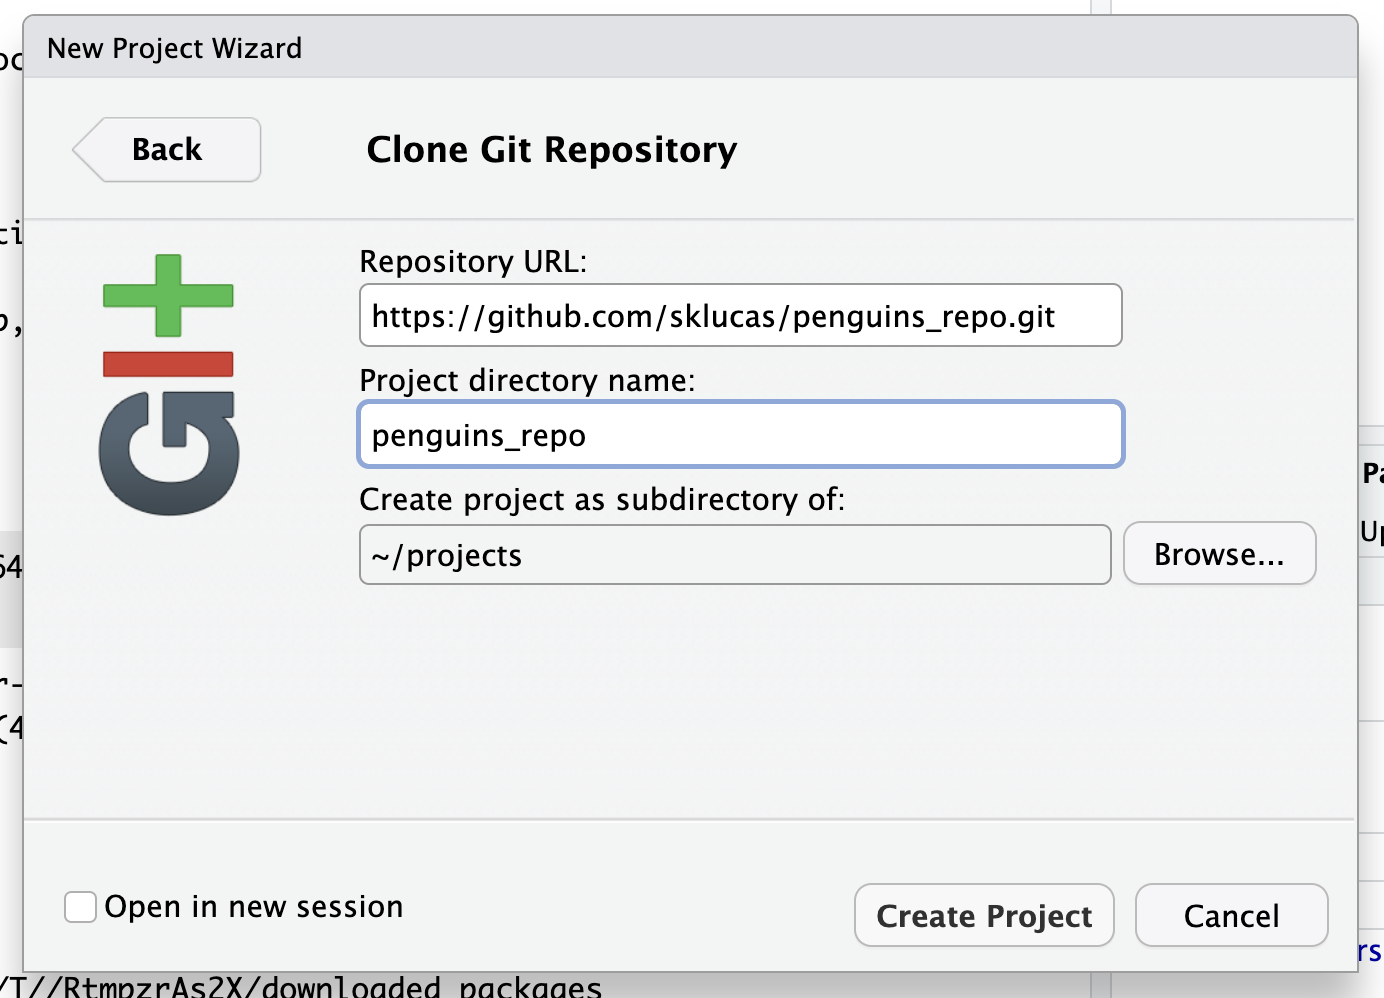 New Project Wizard
Back
Clone Git Repository
GIt
Repository URL:
https://github.com/sklucas/penguins_repo.git
Project directory name:
penguins_repo
Create project as subdirectory of:
~/projects
Browse...
Open in new session
Create Project
Cancel
/T//RtmpzrAs2X/downloaded_packages